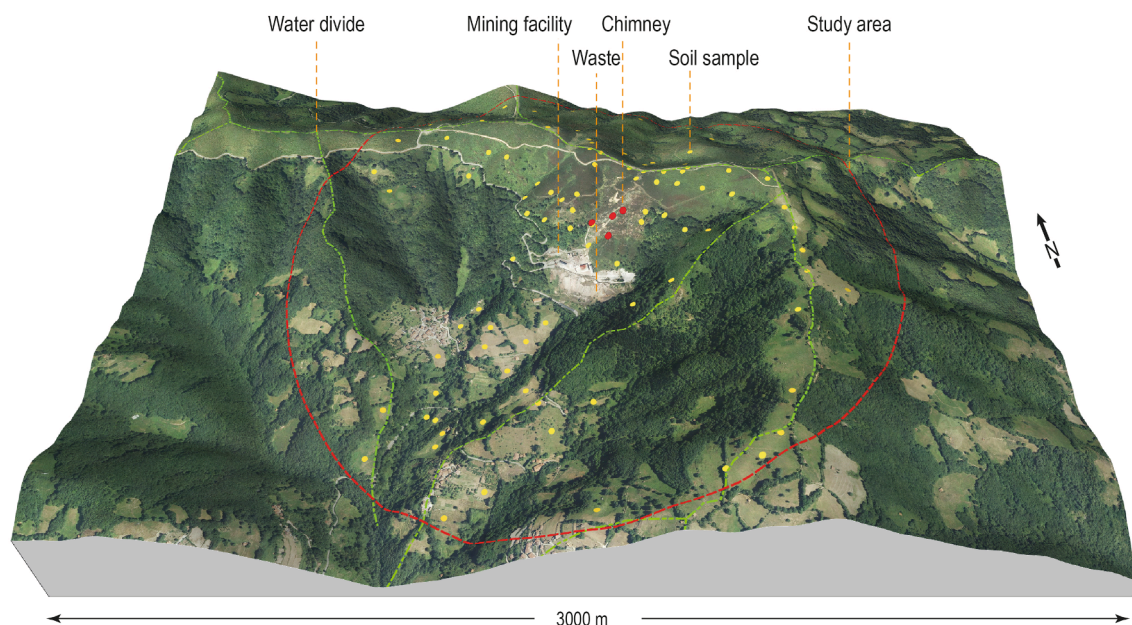 Water divide
Mining facility
Chimney
Study area
Waste
Soil sample
N
3000 m